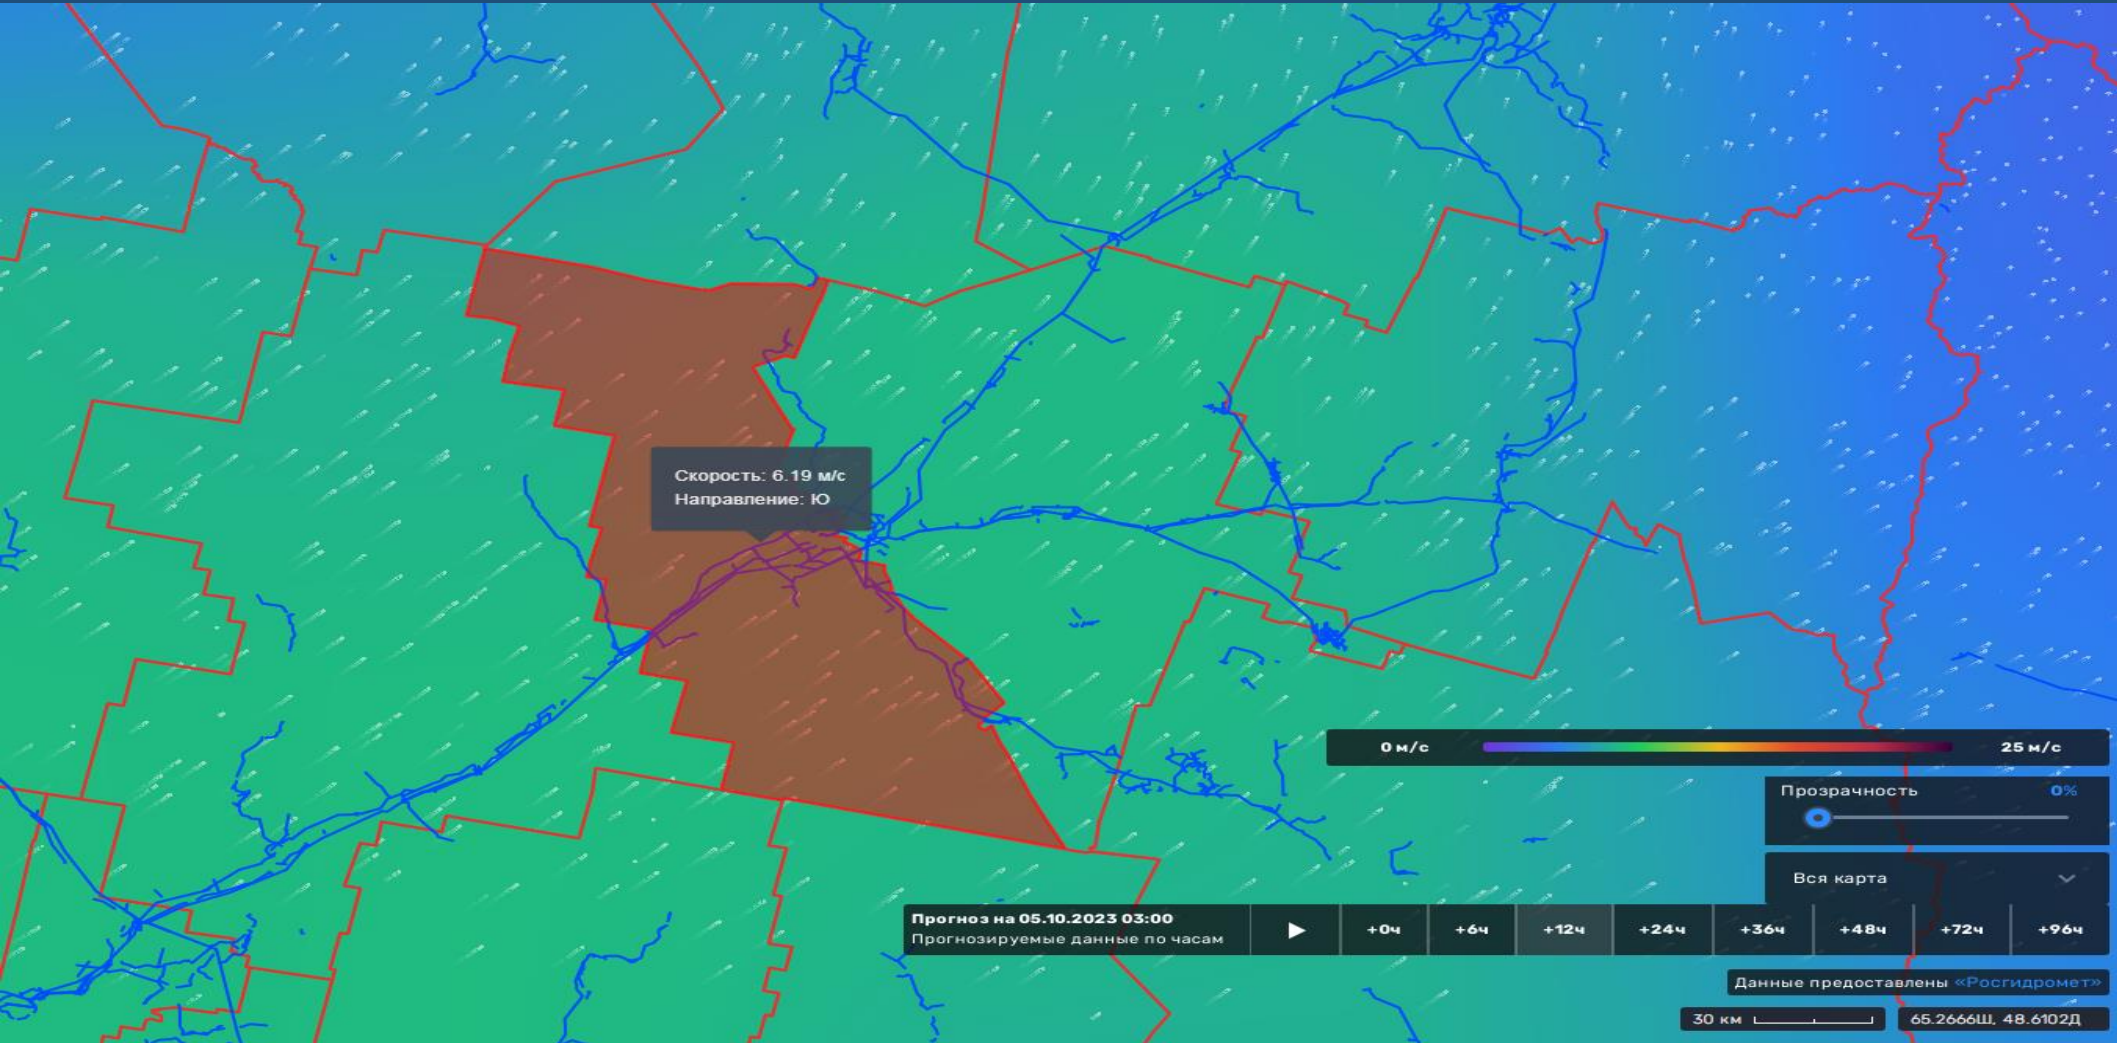 Скорость: 6.19 м/с
Направление: Ю
0 м/с 25 м/с
Прозрачность 0%
Вся карта
Прогноз на 05.10.2023 03:00
Прогнозируемые данные по часам
+0ч +6ч +12ч +24ч +36ч +48ч +72ч +96ч
Данные предоставлены «Росгидромет»
30 км
65.2666Ш, 48.6102Д